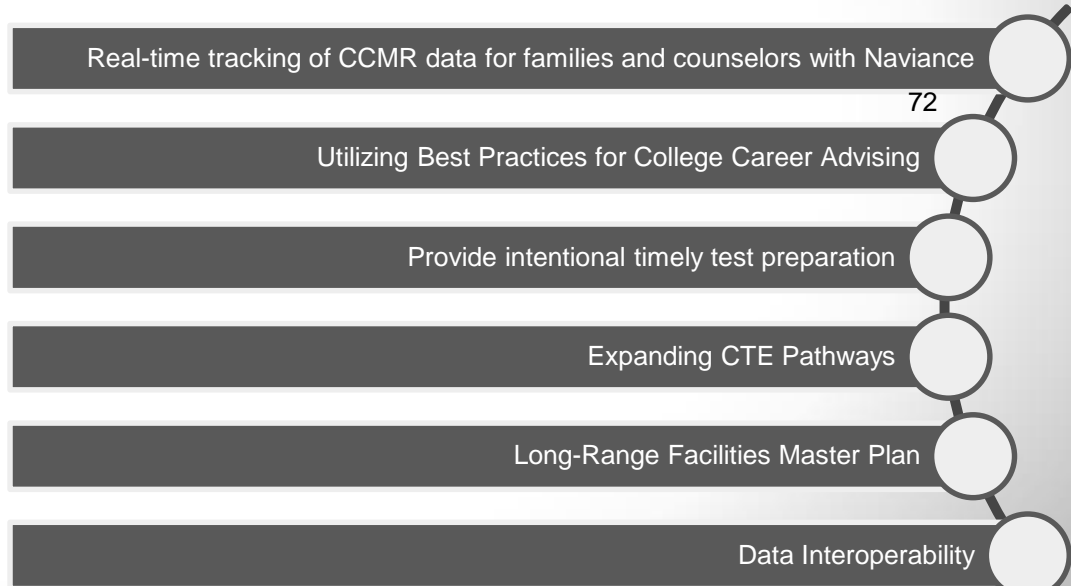 Real-time tracking of CCMR data for families and counselors with Naviance
72
Utilizing Best Practices for College Career Advising
Provide intentional timely test preparation
Expanding CTE Pathways
Long-Range Facilities Master Plan
Data Interoperability